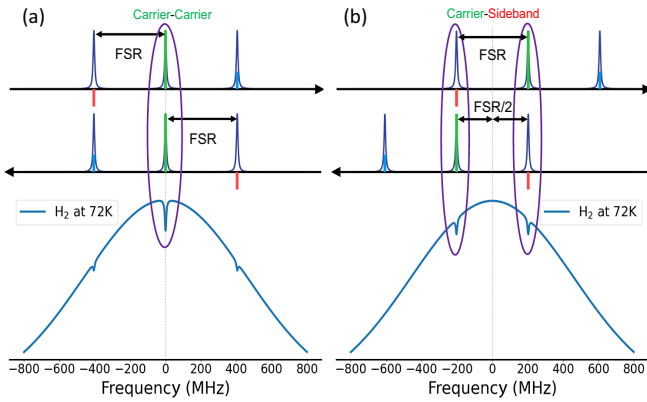 (a)
Carrier-Carrier
FSR
FSR
H₂ at 72K
−800 −600 −400 −200 0 200 400 600 800
Frequency (MHz)
(b)
Carrier-Sideband
FSR
FSR/2
H₂ at 72K
−800 −600 −400 −200 0 200 400 600 800
Frequency (MHz)